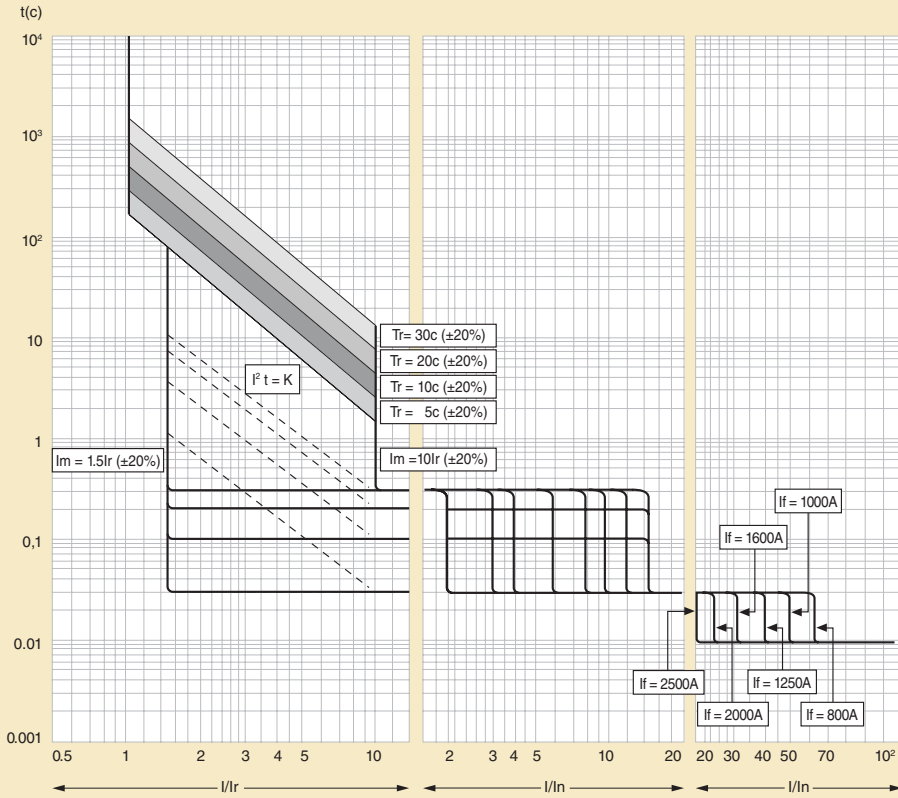 t(c)
10⁴
10³
10²
10
1
0,1
0.01
0.001
Tr= 30c (±20%)
Tr = 20c (±20%)
Tr = 10c (±20%)
Tr = 5c (±20%)
I² t = K
Im = 1.5Ir (±20%)
Im =10Ir (±20%)
If = 1000A
If = 1600A
If = 2500A
If = 1250A
If = 2000A
If = 800A
0.5 1 2 3 4 5 10
2 3 4 5 10 20
20 30 40 50 70 10²
I/Ir
I/In
I/In